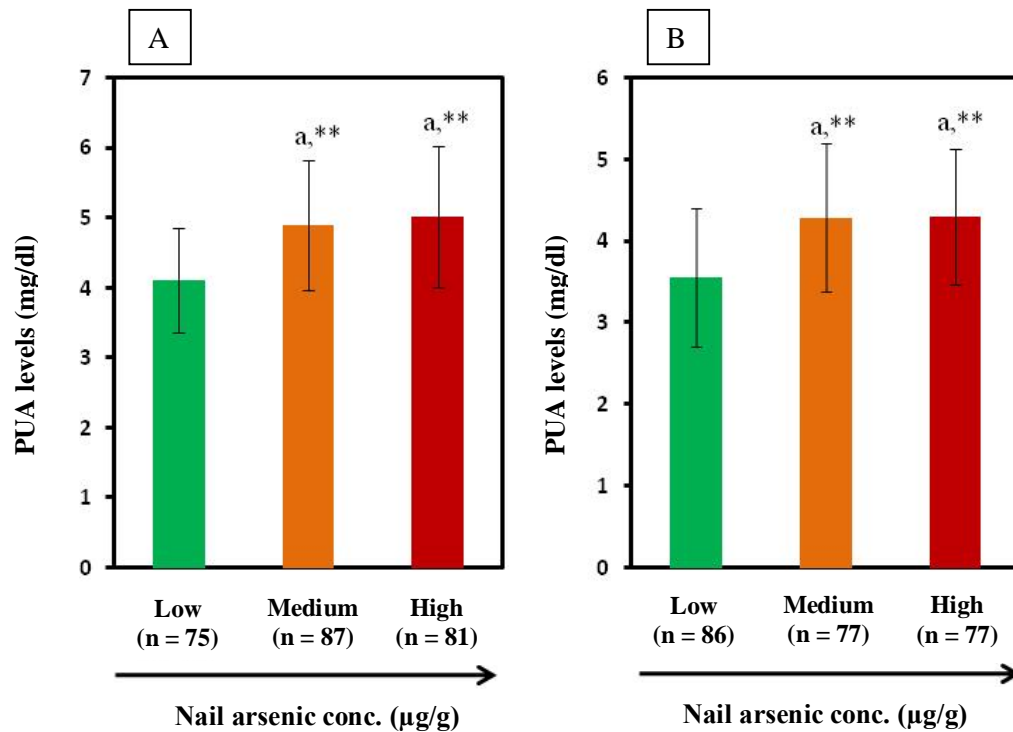 A
PUA levels (mg/dl)
7
6
5
4
3
2
1
0
a,**
a,**
Low
(n = 75)
Medium
(n = 87)
High
(n = 81)
Nail arsenic conc. (µg/g)
B
PUA levels (mg/dl)
6
5
4
3
2
1
0
a,**
a,**
Low
(n = 86)
Medium
(n = 77)
High
(n = 77)
Nail arsenic conc. (µg/g)